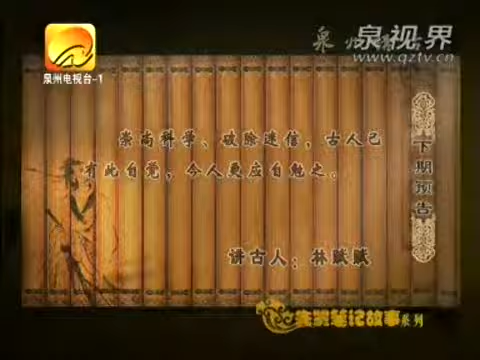 泉视界
www.qztv.cn
泉州电视台-1
崇尚科学、破除迷信，古人已
有此自觉，今人更应自勉之。
讲古人：林赋赋
下期预告
笔记故事系列